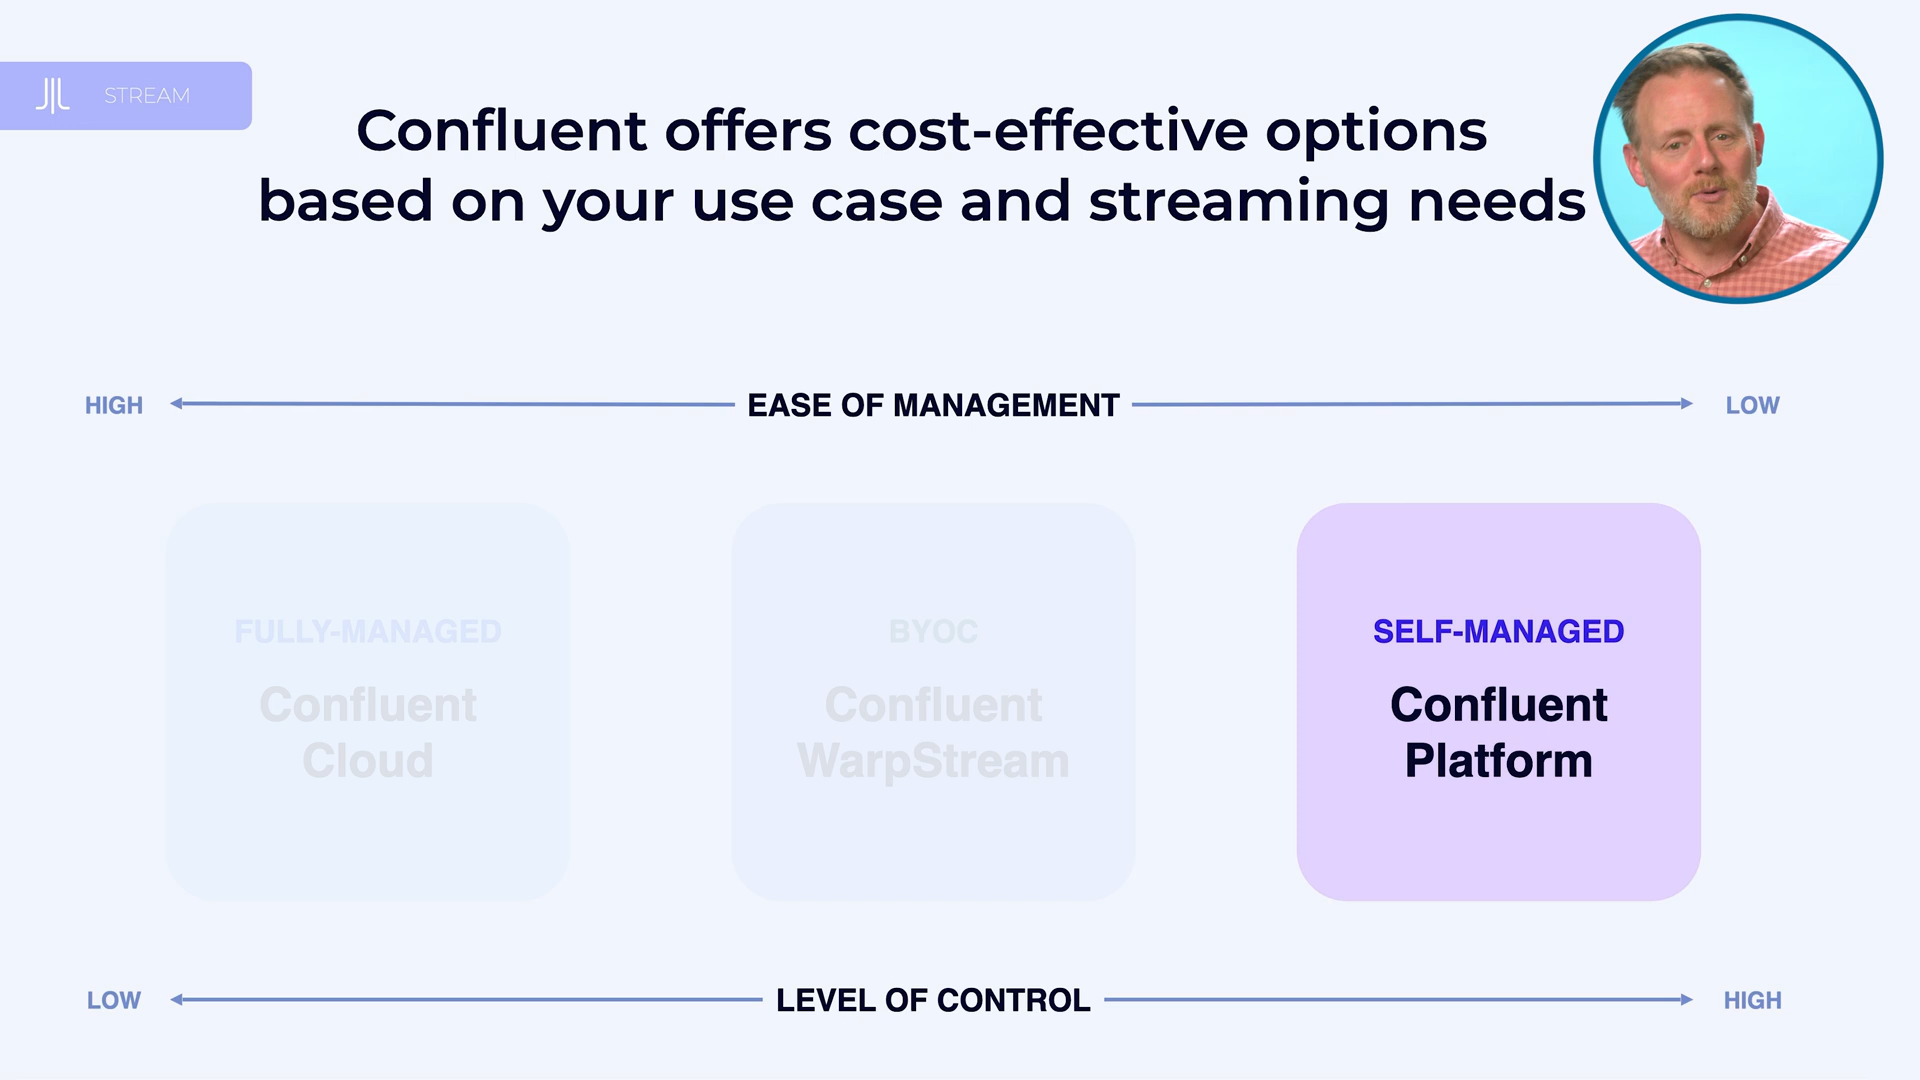 STREAM
Confluent offers cost-effective options
based on your use case and streaming needs
HIGH
EASE OF MANAGEMENT
LOW
FULLY-MANAGED
Confluent
Cloud
BYOC
Confluent
WarpStream
SELF-MANAGED
Confluent
Platform
LOW
LEVEL OF CONTROL
HIGH